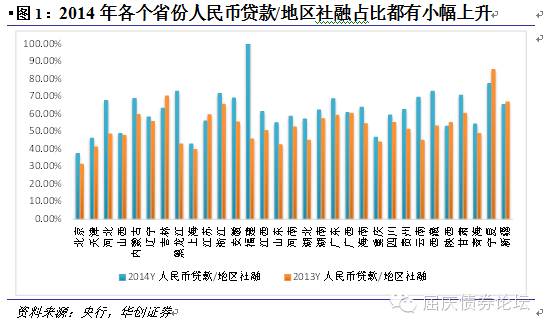 图 1：2014 年各个省份人民币贷款/地区社融占比都有小幅上升
100.00%
90.00%
80.00%
70.00%
60.00%
50.00%
40.00%
30.00%
20.00%
10.00%
0.00%
北京 天津 河北 山西 内蒙古 辽宁 吉林 黑龙江 上海 江苏 浙江 安徽 福建 江西 山东 河南 湖北 湖南 广东 广西 海南 重庆 四川 贵州 云南 西藏 陕西 甘肃 青海 宁夏 新疆
2014Y 人民币贷款/地区社融 2013Y 人民币贷款/地区社融
资料来源：央行，华创证券
屈庆债券论坛